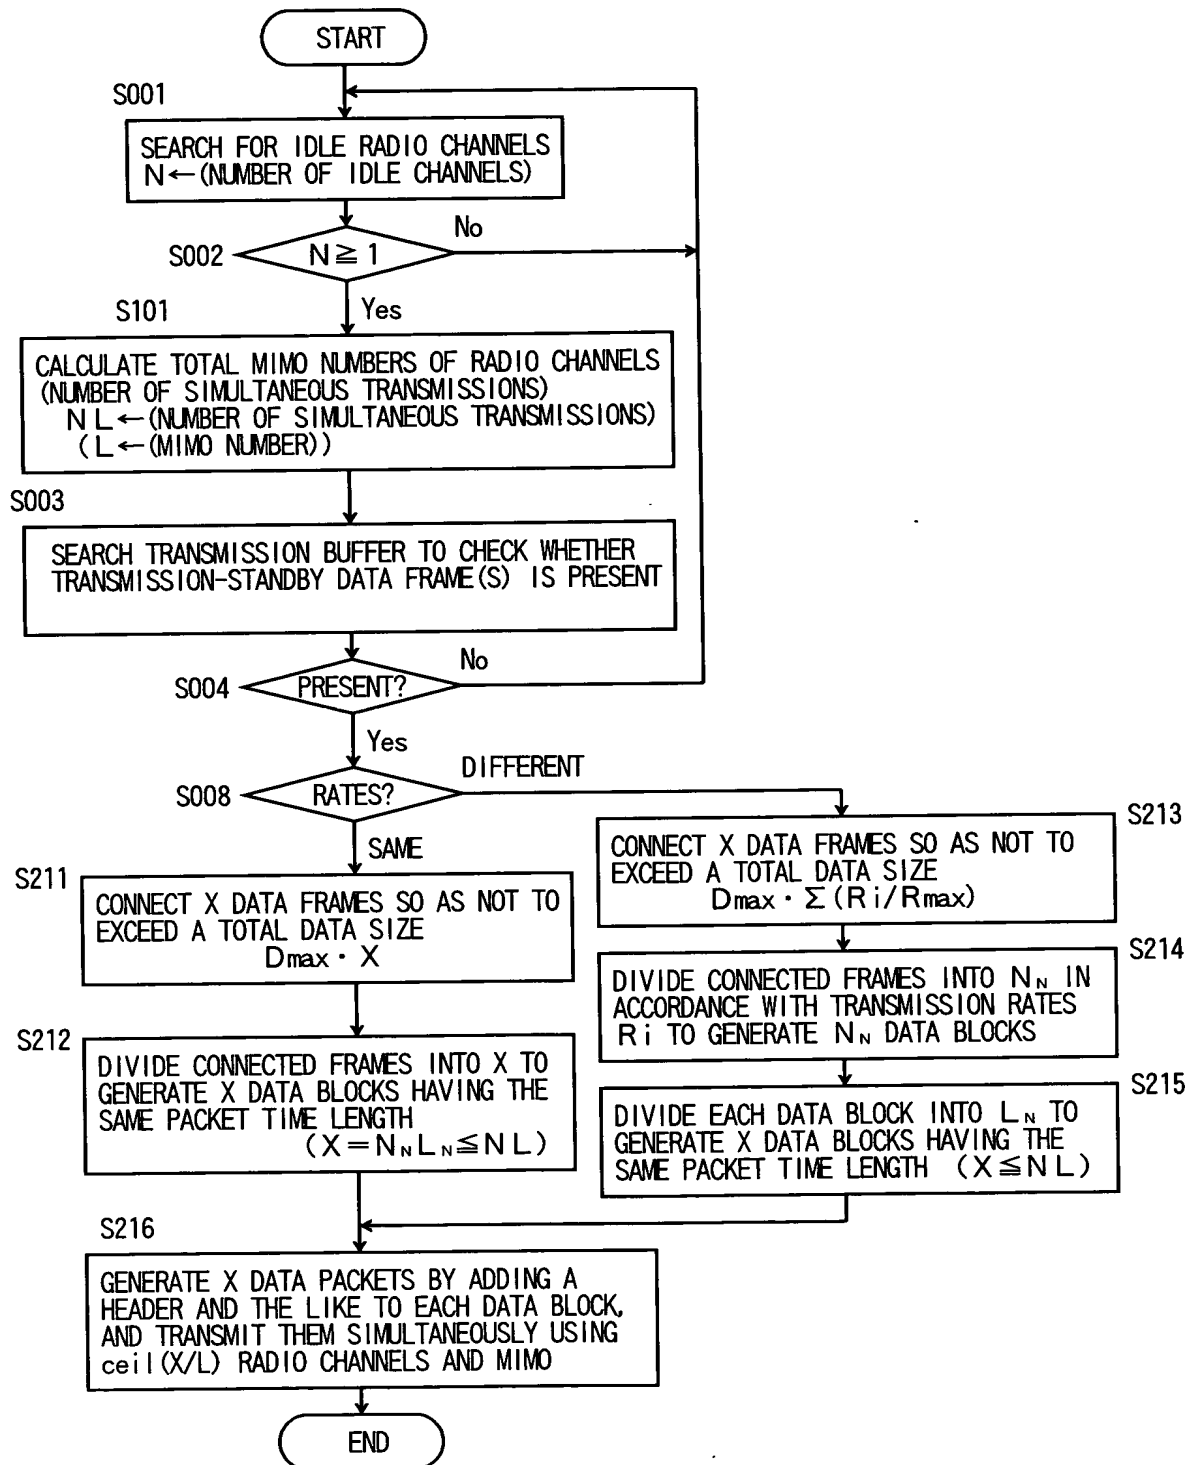 START
S001
SEARCH FOR IDLE RADIO CHANNELS
N←(NUMBER OF IDLE CHANNELS)
No
S002
N≧1
Yes
S101
CALCULATE TOTAL MIMO NUMBERS OF RADIO CHANNELS
(NUMBER OF SIMULTANEOUS TRANSMISSIONS)
NL←(NUMBER OF SIMULTANEOUS TRANSMISSIONS)
(L←(MIMO NUMBER))
S003
SEARCH TRANSMISSION BUFFER TO CHECK WHETHER
TRANSMISSION-STANDBY DATA FRAME(S) IS PRESENT
No
S004
PRESENT?
Yes
DIFFERENT
S008
RATES?
SAME
S211
CONNECT X DATA FRAMES SO AS NOT TO
EXCEED A TOTAL DATA SIZE
Dmax・X
S212
DIVIDE CONNECTED FRAMES INTO X TO
GENERATE X DATA BLOCKS HAVING THE
SAME PACKET TIME LENGTH
(X=N_N L_N≦NL)
S213
CONNECT X DATA FRAMES SO AS NOT TO
EXCEED A TOTAL DATA SIZE
Dmax・Σ(Ri/Rmax)
S214
DIVIDE CONNECTED FRAMES INTO N_N IN
ACCORDANCE WITH TRANSMISSION RATES
Ri TO GENERATE N_N DATA BLOCKS
S215
DIVIDE EACH DATA BLOCK INTO L_N TO
GENERATE X DATA BLOCKS HAVING THE
SAME PACKET TIME LENGTH (X≦NL)
S216
GENERATE X DATA PACKETS BY ADDING A
HEADER AND THE LIKE TO EACH DATA BLOCK,
AND TRANSMIT THEM SIMULTANEOUSLY USING
ceil(X/L) RADIO CHANNELS AND MIMO
END